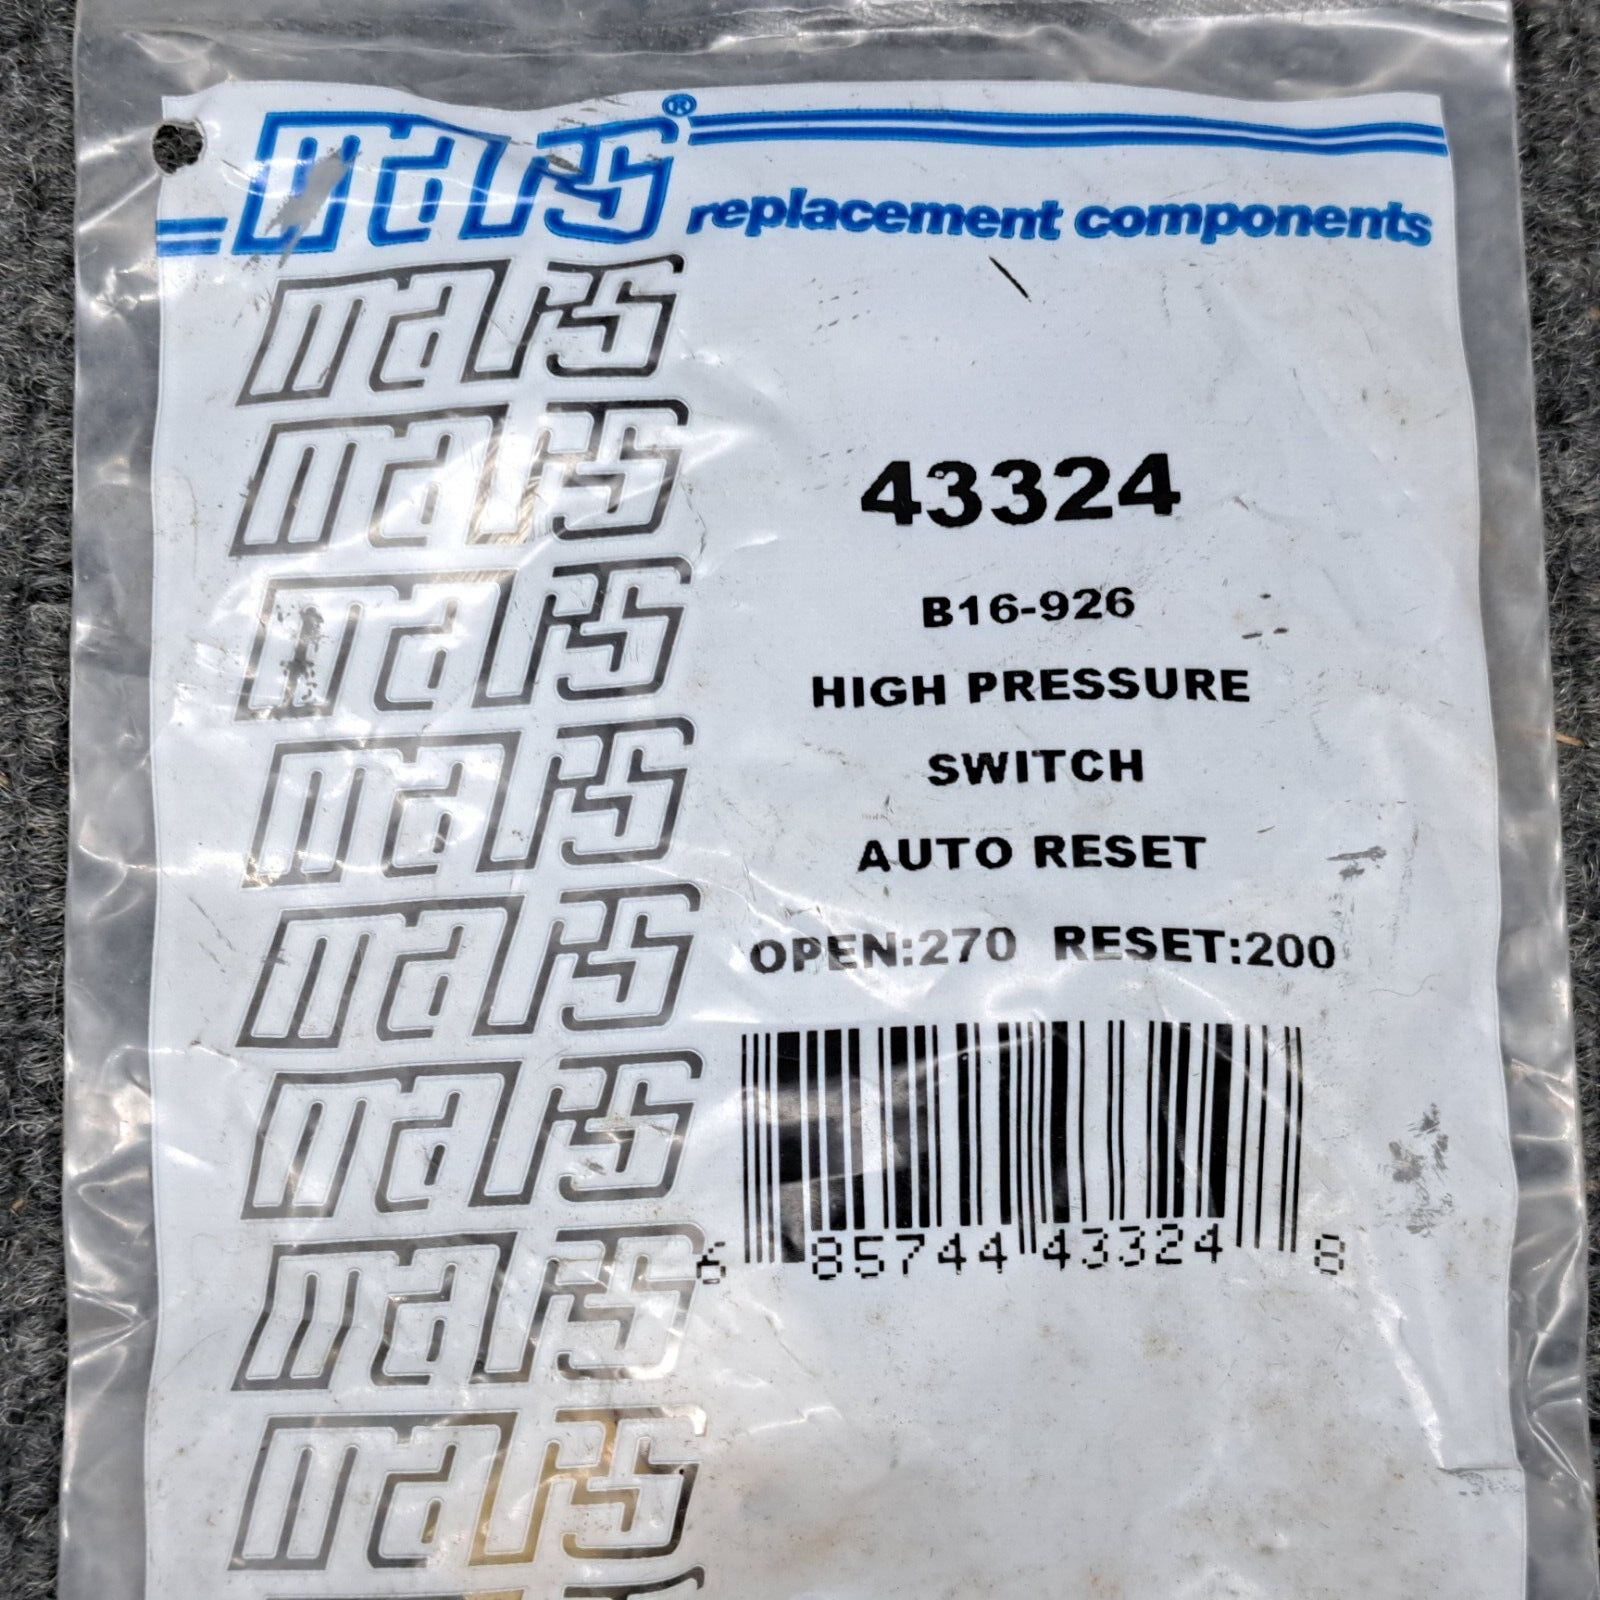 mars® replacement components
mars
mars
mars
mars
mars
mars
mars
mars
43324
B16-926
HIGH PRESSURE
SWITCH
AUTO RESET
OPEN:270 RESET:200
6 85744 43324 8